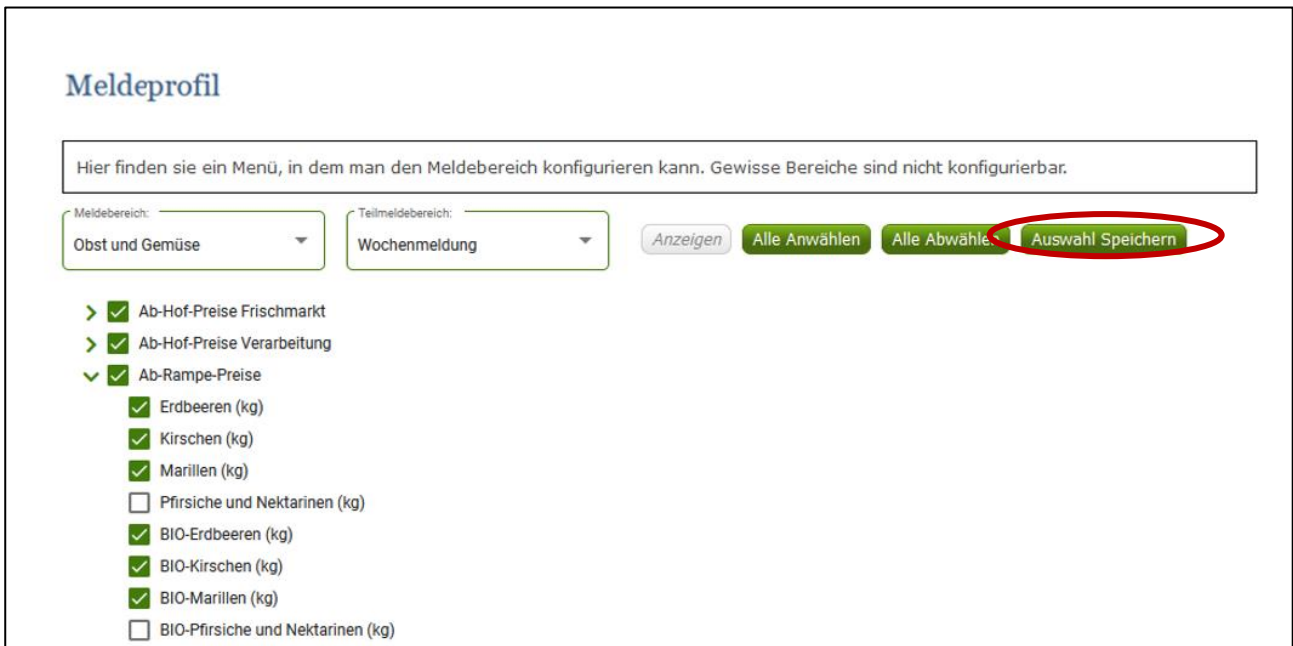 Meldeprofil
Hier finden sie ein Menü, in dem man den Meldebereich konfigurieren kann. Gewisse Bereiche sind nicht konfigurierbar.
Meldebereich: Teilmeldebereich:
Obst und Gemüse Wochenmeldung Anzeigen Alle Anwählen Alle Abwählen Auswahl Speichern
Ab-Hof-Preise Frischmarkt
Ab-Hof-Preise Verarbeitung
Ab-Rampe-Preise
Erdbeeren (kg)
Kirschen (kg)
Marillen (kg)
Pfirsiche und Nektarinen (kg)
BIO-Erdbeeren (kg)
BIO-Kirschen (kg)
BIO-Marillen (kg)
BIO-Pfirsiche und Nektarinen (kg)